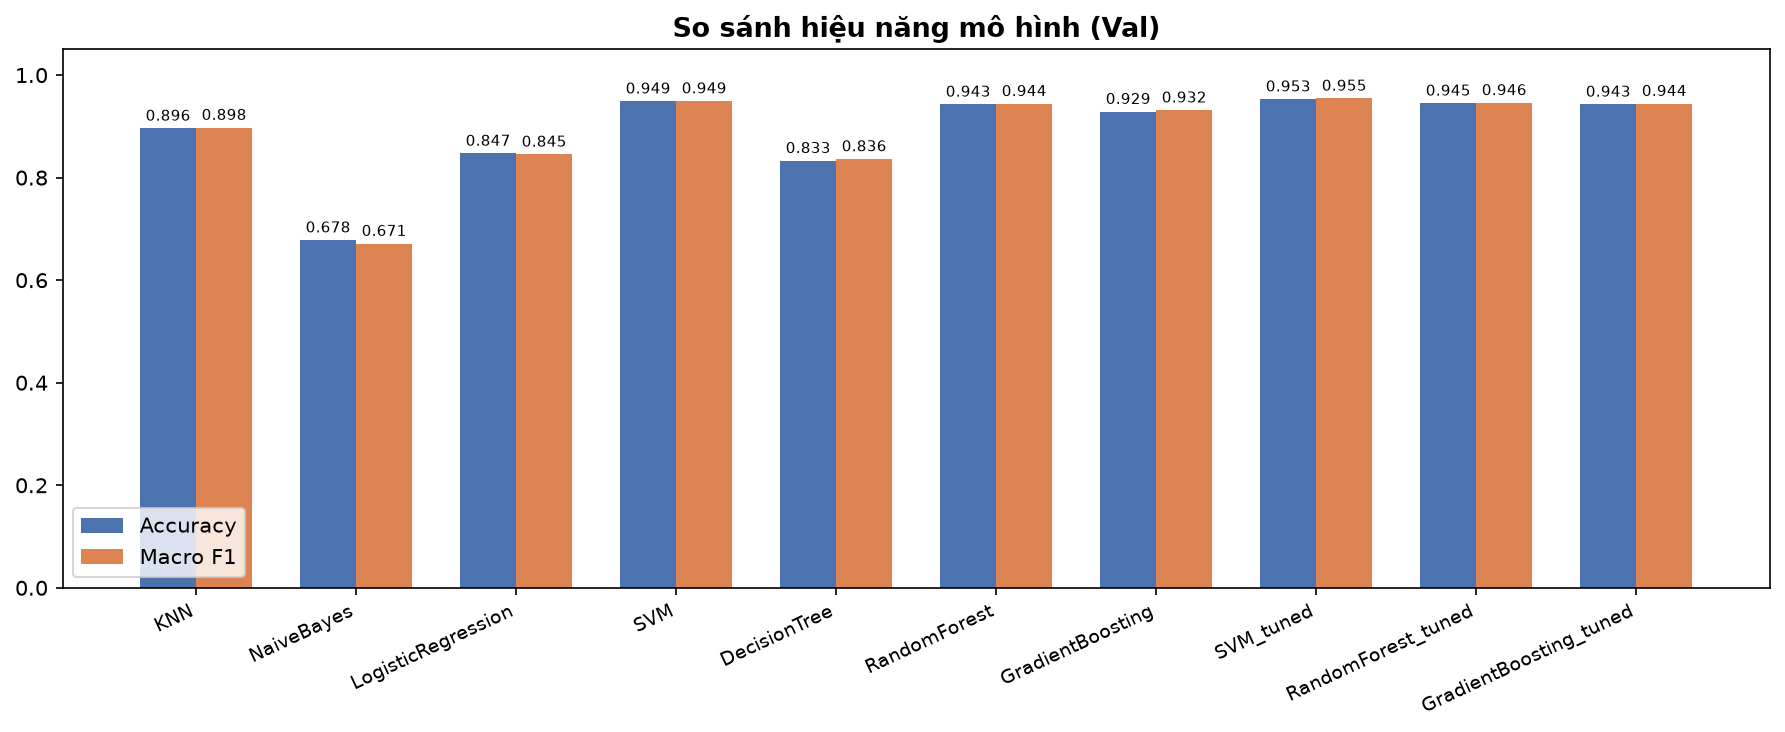 So sánh hiệu năng mô hình (Val)
1.0
0.8
0.6
0.4
0.2
0.0
0.896 0.898
0.678 0.671
0.847 0.845
0.949 0.949
0.833 0.836
0.943 0.944
0.929 0.932
0.953 0.955
0.945 0.946
0.943 0.944
Accuracy
Macro F1
KNN
NaiveBayes
LogisticRegression
SVM
DecisionTree
RandomForest
GradientBoosting
SVM_tuned
RandomForest_tuned
GradientBoosting_tuned